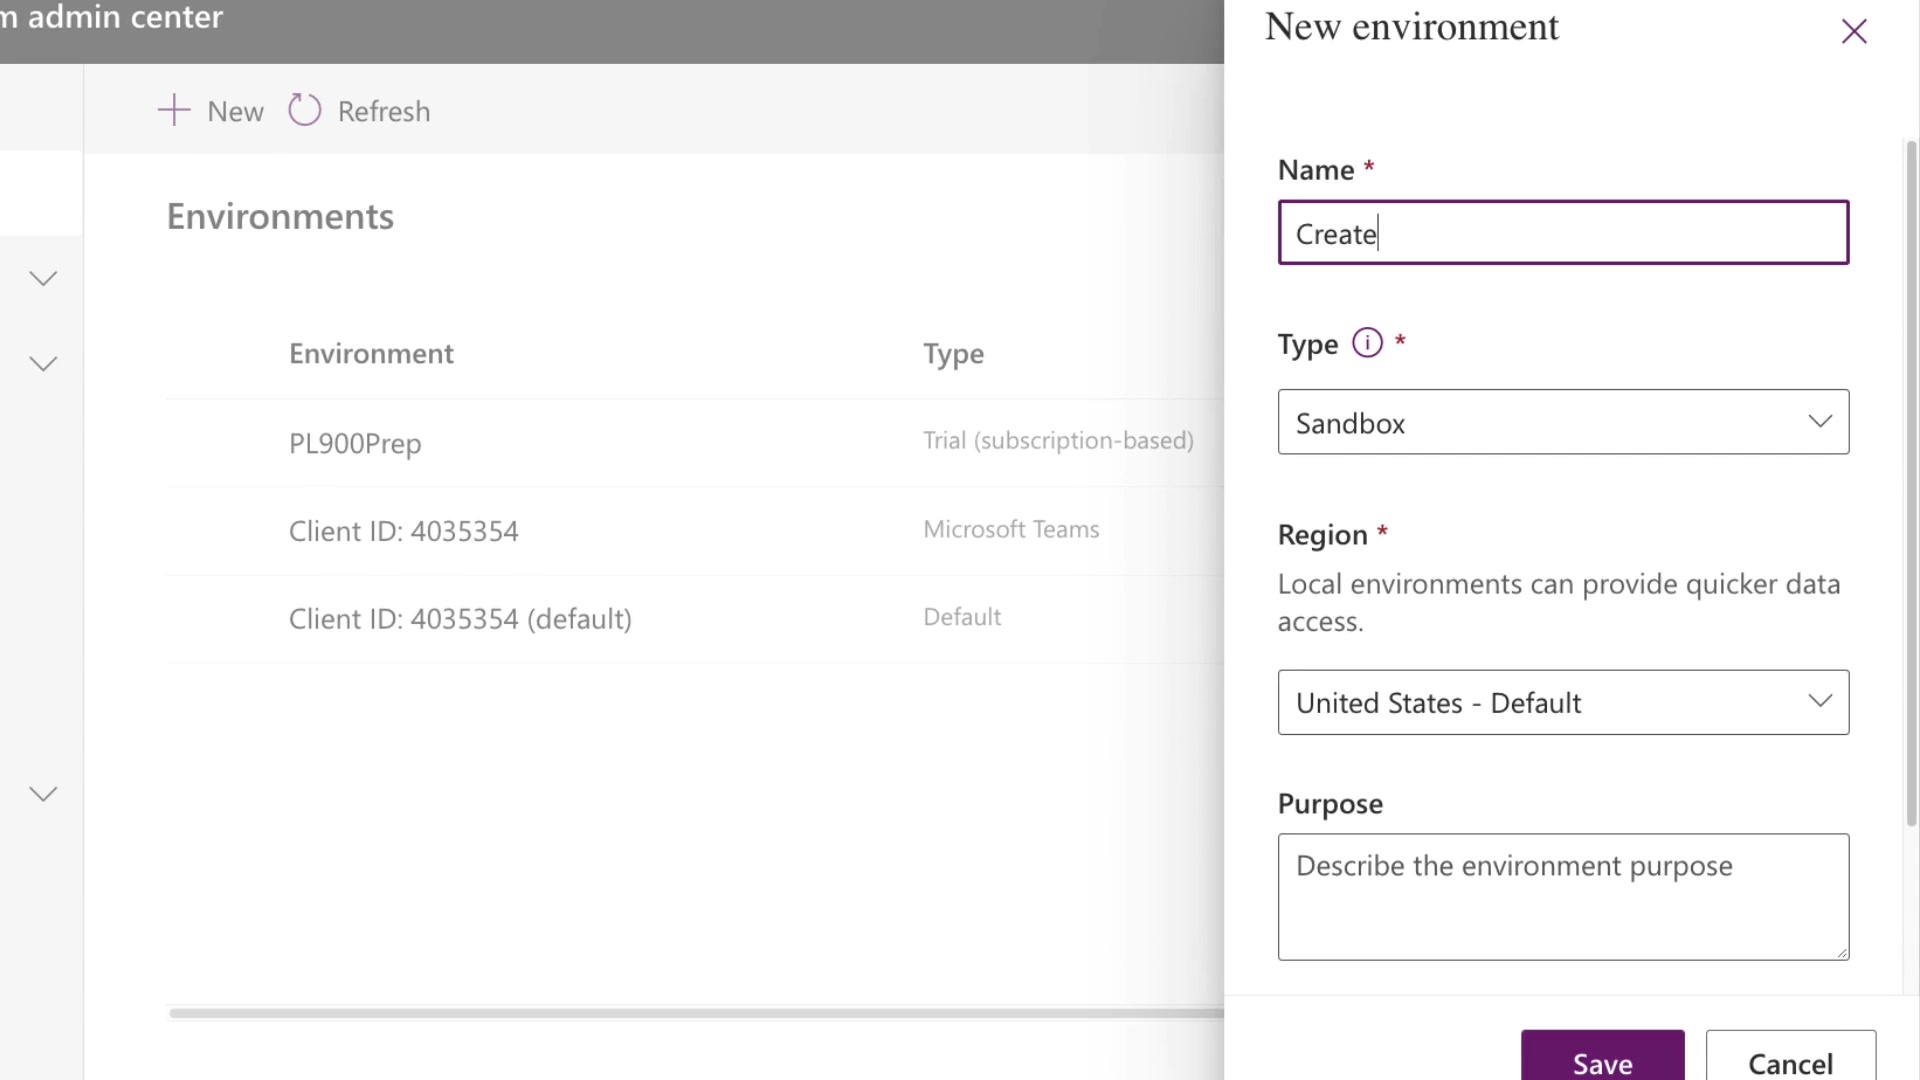 m admin center
New
Refresh
Environments
Environment
Type
PL900Prep
Trial (subscription-based)
Client ID: 4035354
Microsoft Teams
Client ID: 4035354 (default)
Default
New environment
Name *
Create
Type *
Sandbox
Region *
Local environments can provide quicker data
access.
United States - Default
Purpose
Describe the environment purpose
Save
Cancel